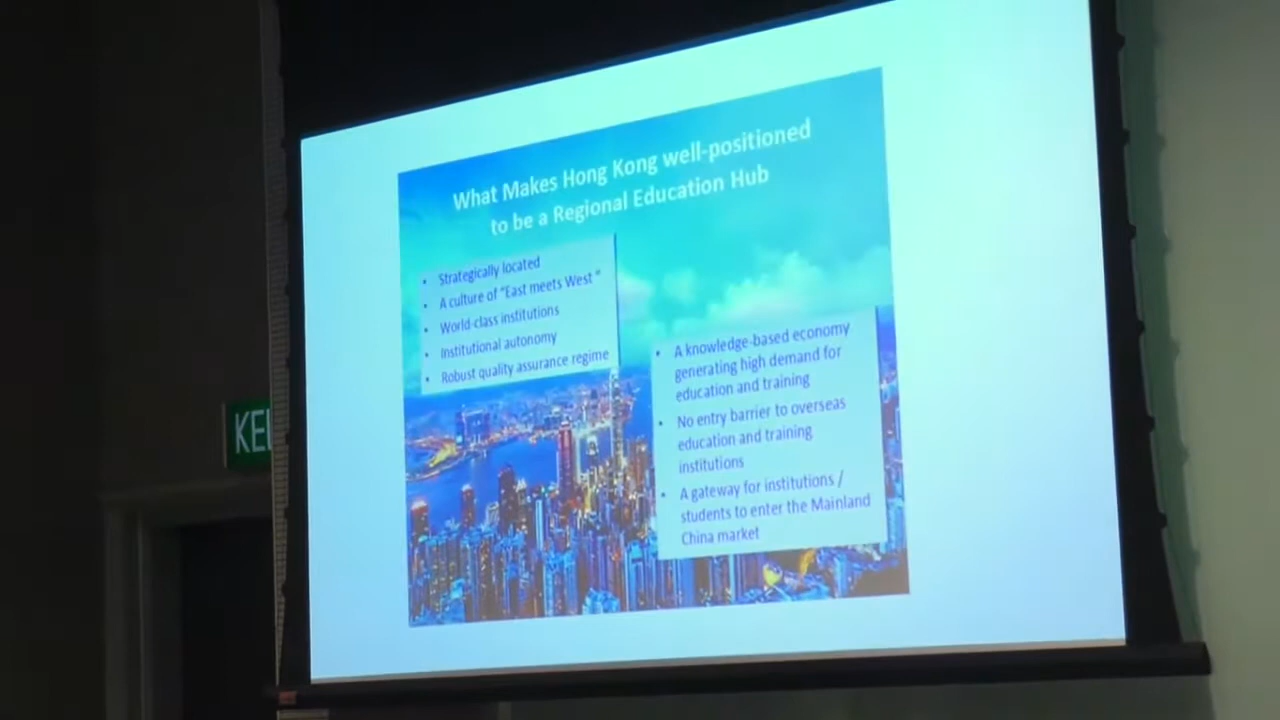 What Makes Hong Kong well-positioned
to be a Regional Education Hub
• Strategically located
• A culture of "East meets West "
• World-class institutions
• Institutional autonomy
• Robust quality assurance regime
• A knowledge-based economy
generating high demand for
education and training
• No entry barrier to overseas
education and training
institutions
• A gateway for institutions /
students to enter the Mainland
China market